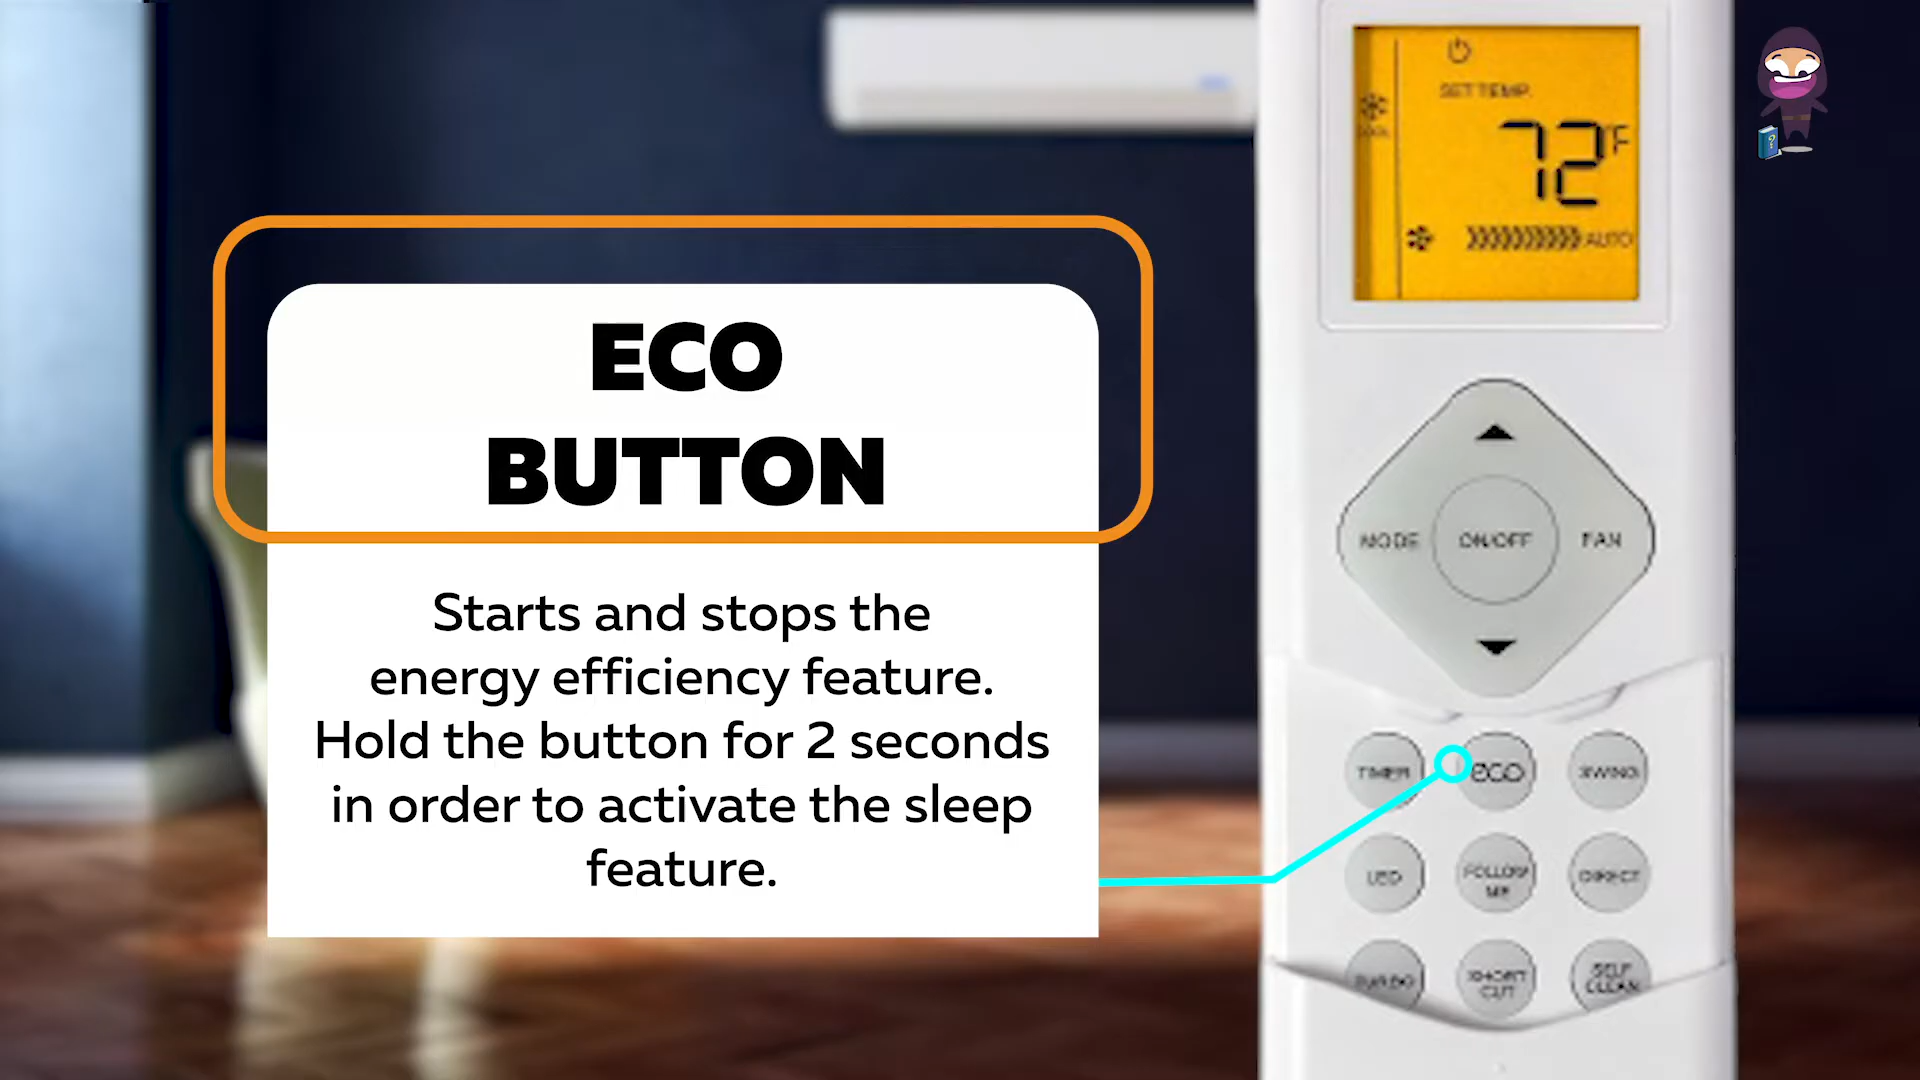 ECO
BUTTON
Starts and stops the
energy efficiency feature.
Hold the button for 2 seconds
in order to activate the sleep
feature.
SET TEMP.
COOL
72°F
AUTO
MODE ON/OFF FAN
TIMER ECO SWING
LED FOLLOW ME DIRECT
TURBO SHORT CUT SELF CLEAN
?